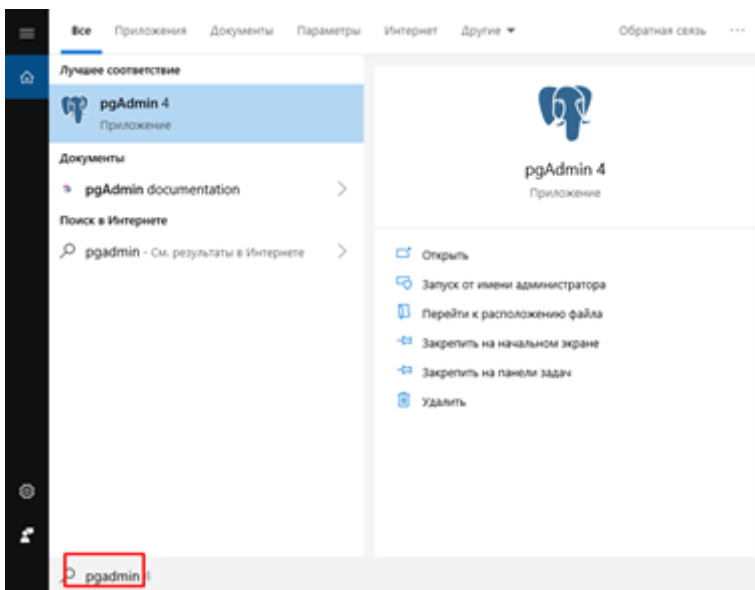 Все Приложения Документы Параметры Интернет Другие Обратная связь ...
Лучшее соответствие
pgAdmin 4
Приложение
Документы
pgAdmin documentation
Поиск в Интернете
pgadmin - См. результаты в Интернете
pgAdmin 4
Приложение
Открыть
Запуск от имени администратора
Перейти к расположению файла
Закрепить на начальном экране
Закрепить на панели задач
Удалить
pgadmin 4